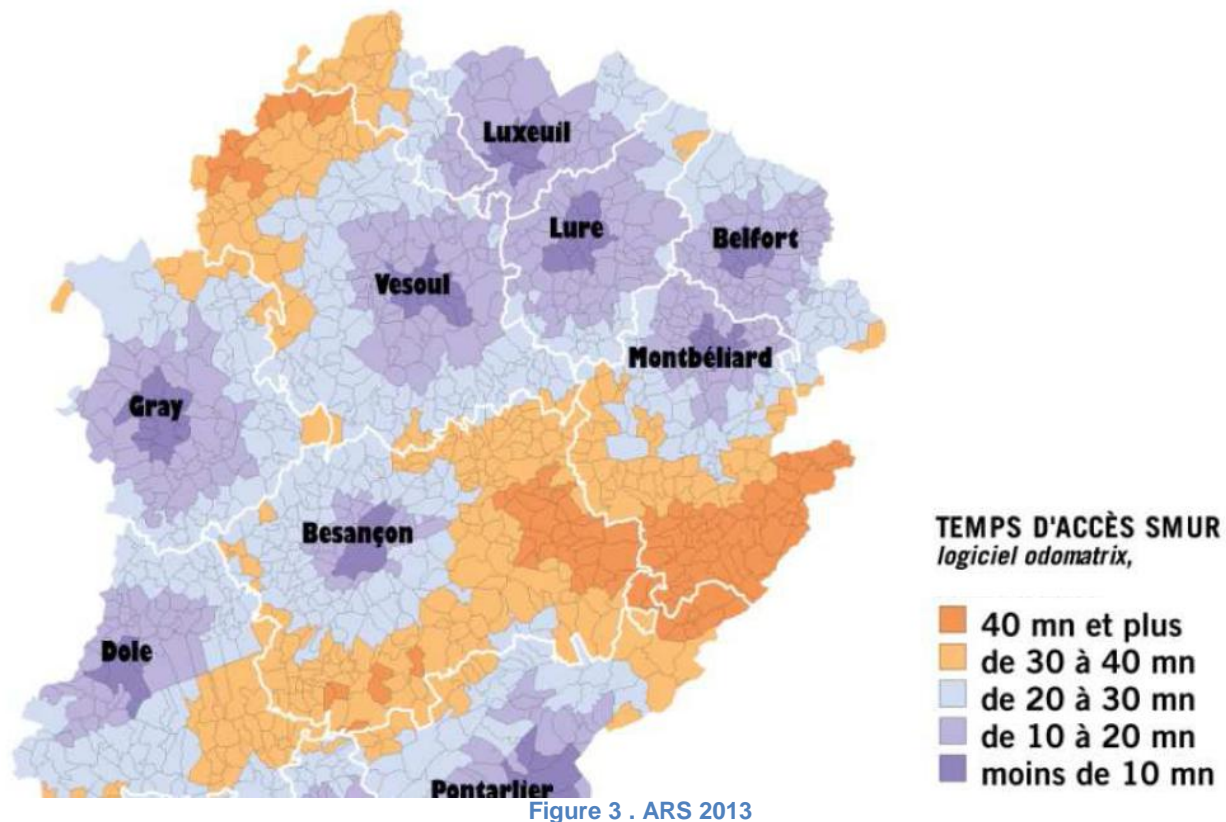 Luxeuil
Lure
Belfort
Vesoul
Montbéliard
Gray
Besançon
Dole
Pontarlier
TEMPS D'ACCÈS SMUR
logiciel odomatrix,
40 mn et plus
de 30 à 40 mn
de 20 à 30 mn
de 10 à 20 mn
moins de 10 mn
Figure 3 . ARS 2013